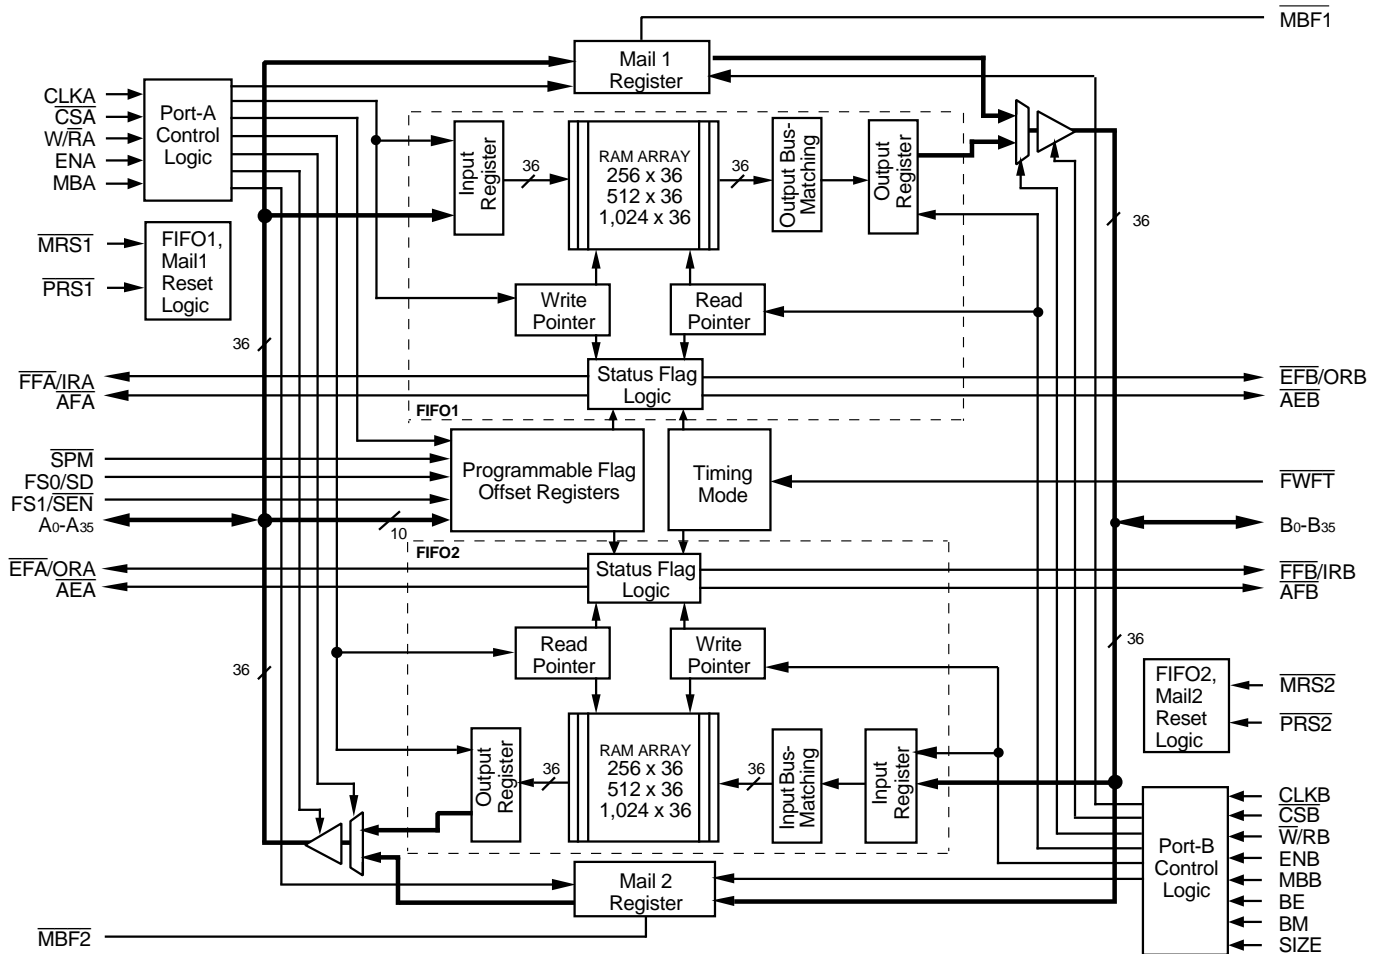 MBF1
Mail 1
Register
CLKA
CSA
W/RA
ENA
MBA
Port-A
Control
Logic
MRS1
PRS1
FIFO1,
Mail1
Reset
Logic
Input
Register
36
RAM ARRAY
256 x 36
512 x 36
1,024 x 36
36
Output Bus-
Matching
Output
Register
36
Write
Pointer
Read
Pointer
36
FFA/IRA
AFA
Status Flag
Logic
EFB/ORB
AEB
FIFO1
SPM
FS0/SD
FS1/SEN
A0-A35
Programmable Flag
Offset Registers
10
Timing
Mode
FWFT
B0-B35
FIFO2
EFA/ORA
AEA
Status Flag
Logic
FFB/IRB
AFB
36
Read
Pointer
Write
Pointer
36
FIFO2,
Mail2
Reset
Logic
MRS2
PRS2
Output
Register
36
RAM ARRAY
256 x 36
512 x 36
1,024 x 36
36
Input Bus-
Matching
Input
Register
Port-B
Control
Logic
CLKB
CSB
W/RB
ENB
MBB
BE
BM
SIZE
Mail 2
Register
MBF2